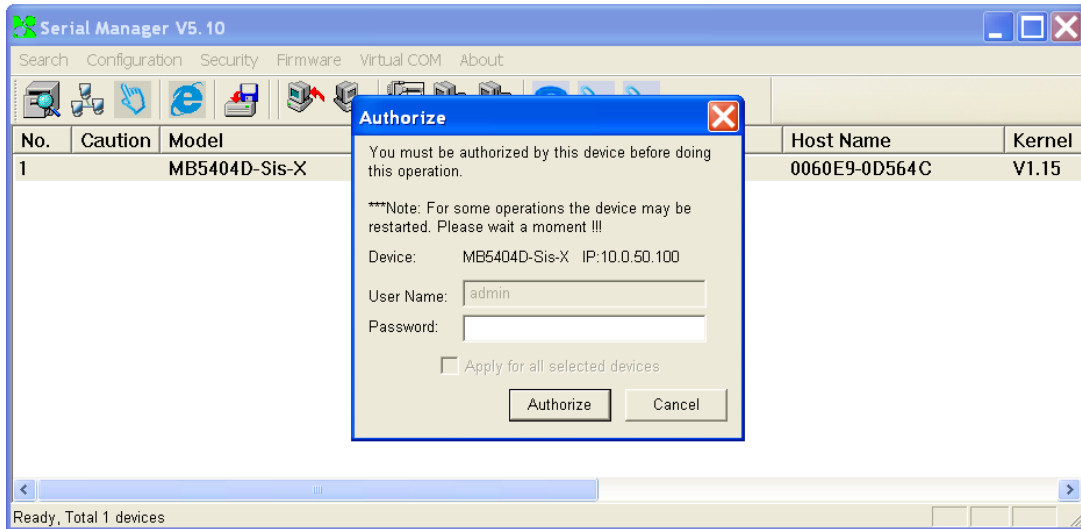 Serial Manager V5.10
Search Configuration Security Firmware Virtual COM About
No. Caution Model Host Name Kernel
1 MB5404D-Sis-X 0060E9-0D564C V1.15
Authorize
You must be authorized by this device before doing
this operation.
***Note: For some operations the device may be
restarted. Please wait a moment !!!
Device: MB5404D-Sis-X IP:10.0.50.100
User Name: admin
Password:
Apply for all selected devices
Authorize Cancel
Ready, Total 1 devices